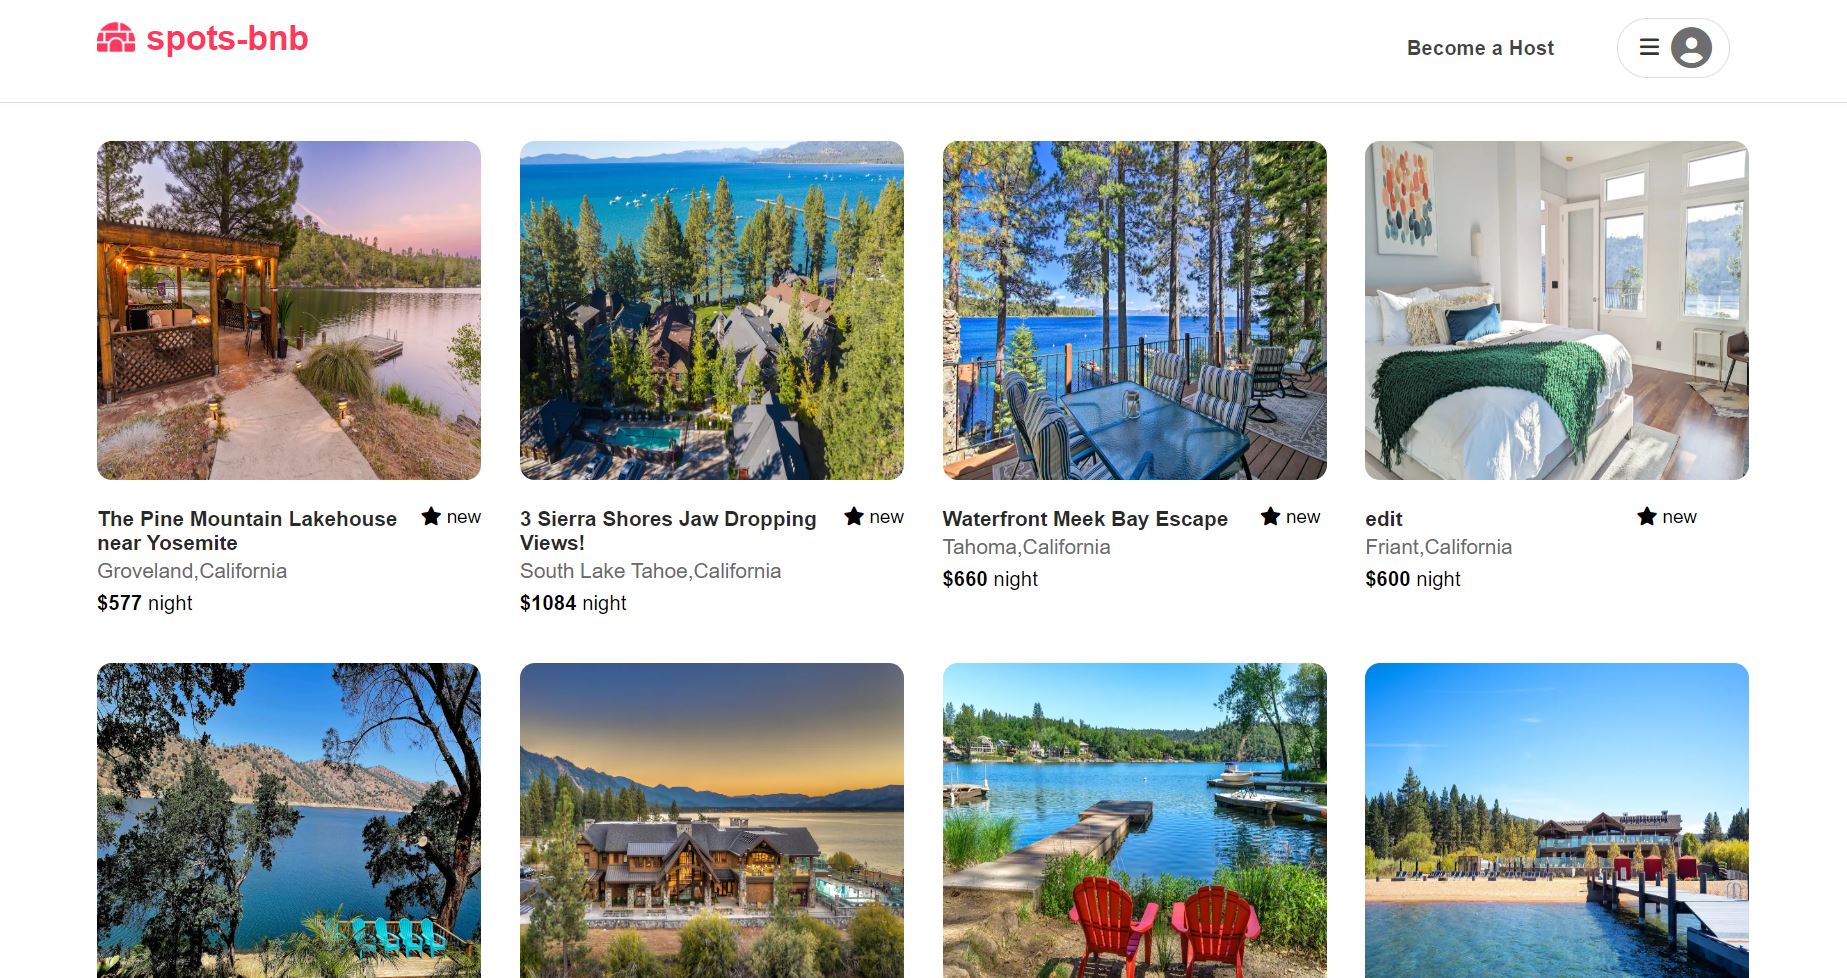 spots-bnb
Become a Host
The Pine Mountain Lakehouse
near Yosemite
new
Groveland,California
$577 night
3 Sierra Shores Jaw Dropping
Views!
new
South Lake Tahoe,California
$1084 night
Waterfront Meek Bay Escape
new
Tahoma,California
$660 night
edit
new
Friant,California
$600 night